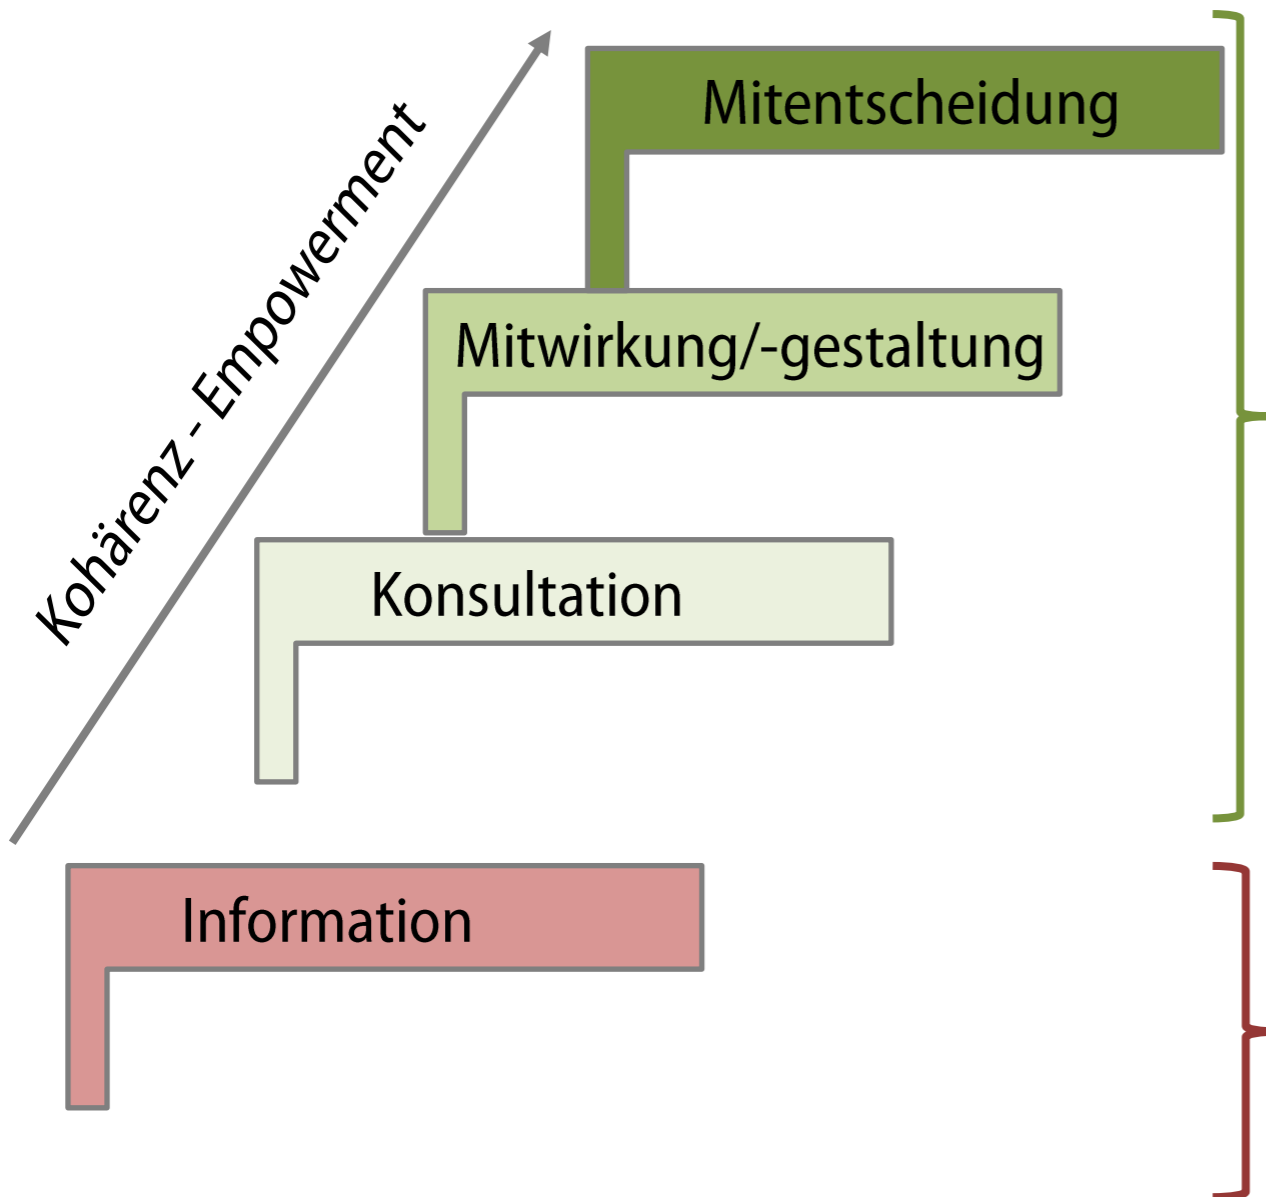 Mitentscheidung
Kohärenz - Empowerment
Mitwirkung/-gestaltung
Konsultation
Information